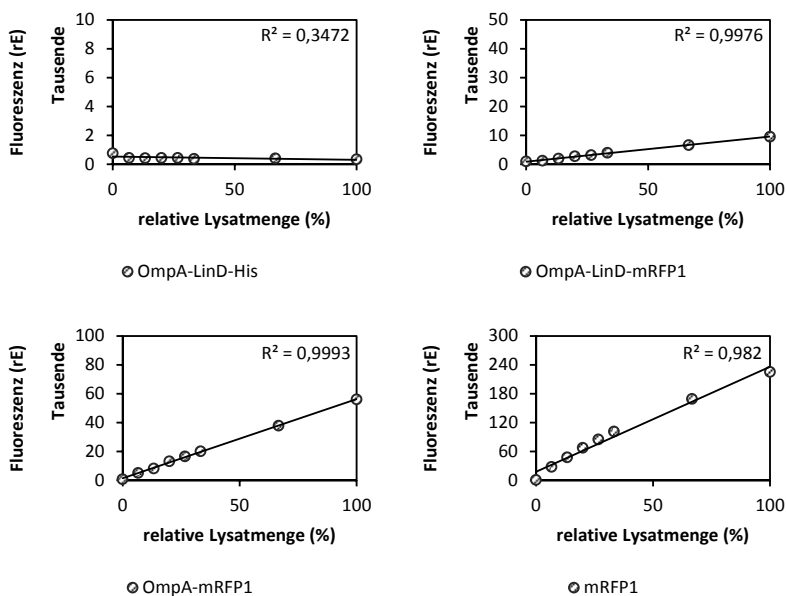 Fluoreszenz (rE)
Tausende
10
8
6
4
2
0
R² = 0,3472
0 50 100
relative Lysatmenge (%)
OmpA-LinD-His
Fluoreszenz (rE)
Tausende
50
40
30
20
10
0
R² = 0,9976
0 50 100
relative Lysatmenge (%)
OmpA-LinD-mRFP1
Fluoreszenz (rE)
Tausende
100
80
60
40
20
0
R² = 0,9993
0 50 100
relative Lysatmenge (%)
OmpA-mRFP1
Fluoreszenz (rE)
Tausende
300
240
180
120
60
0
R² = 0,982
0 50 100
relative Lysatmenge (%)
mRFP1